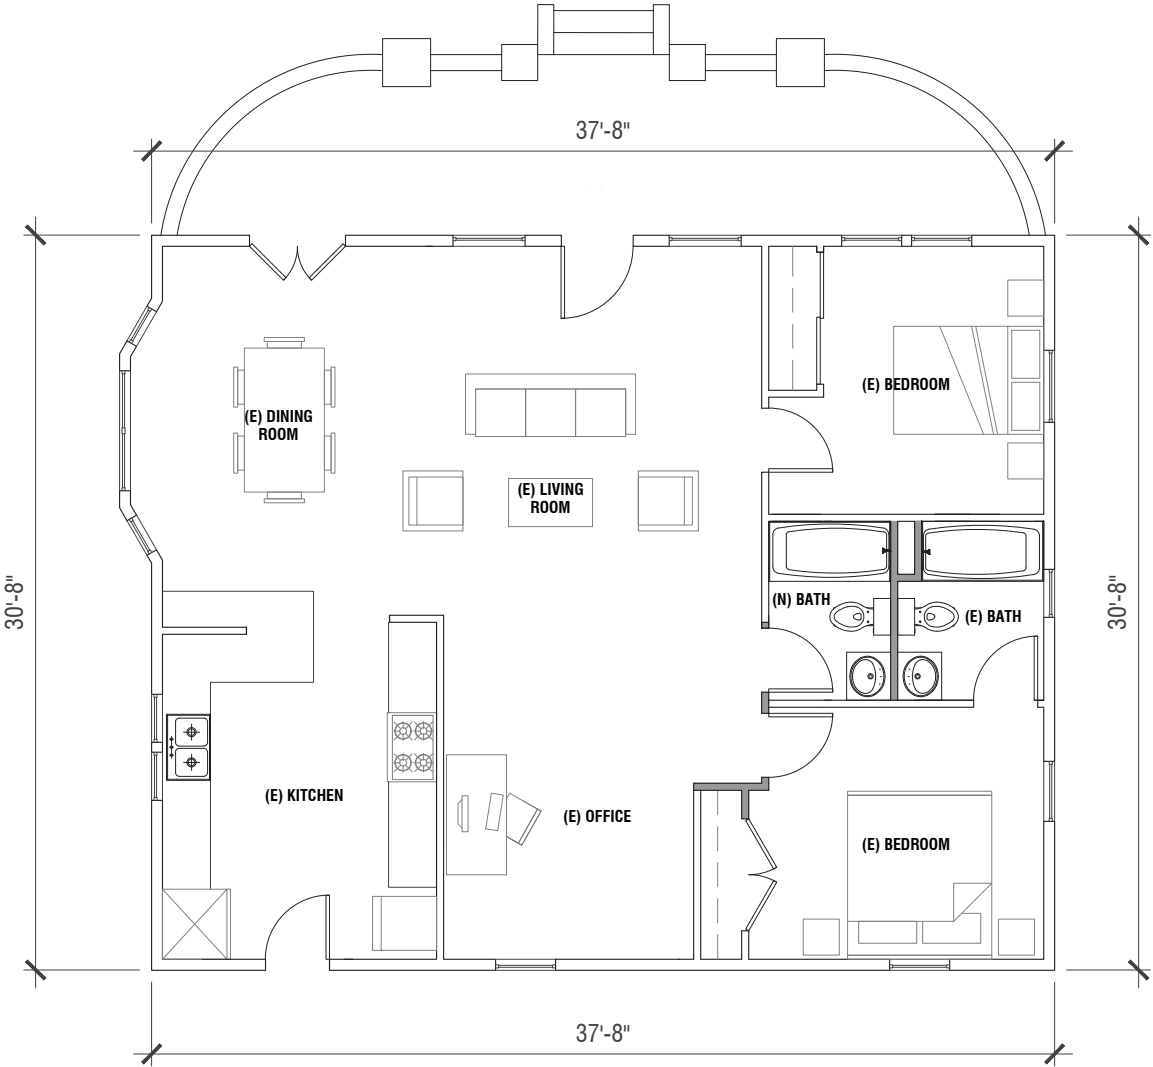 37'-8"
(E) BEDROOM
(E) DINING
ROOM
(E) LIVING
ROOM
30'-8"
30'-8"
(N) BATH
(E) BATH
(E) KITCHEN
(E) OFFICE
(E) BEDROOM
37'-8"